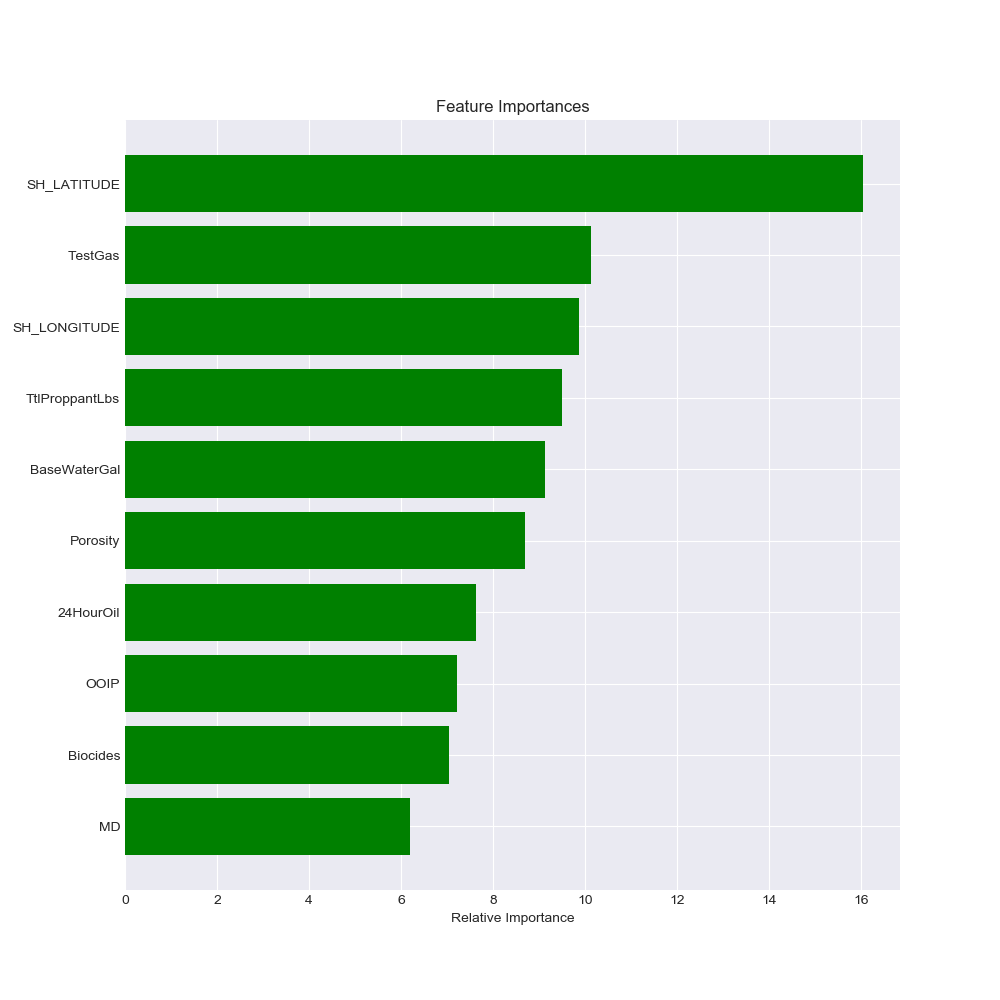 Feature Importances
SH_LATITUDE
TestGas
SH_LONGITUDE
TtlProppantLbs
BaseWaterGal
Porosity
24HourOil
OOIP
Biocides
MD
0 2 4 6 8 10 12 14 16
Relative Importance